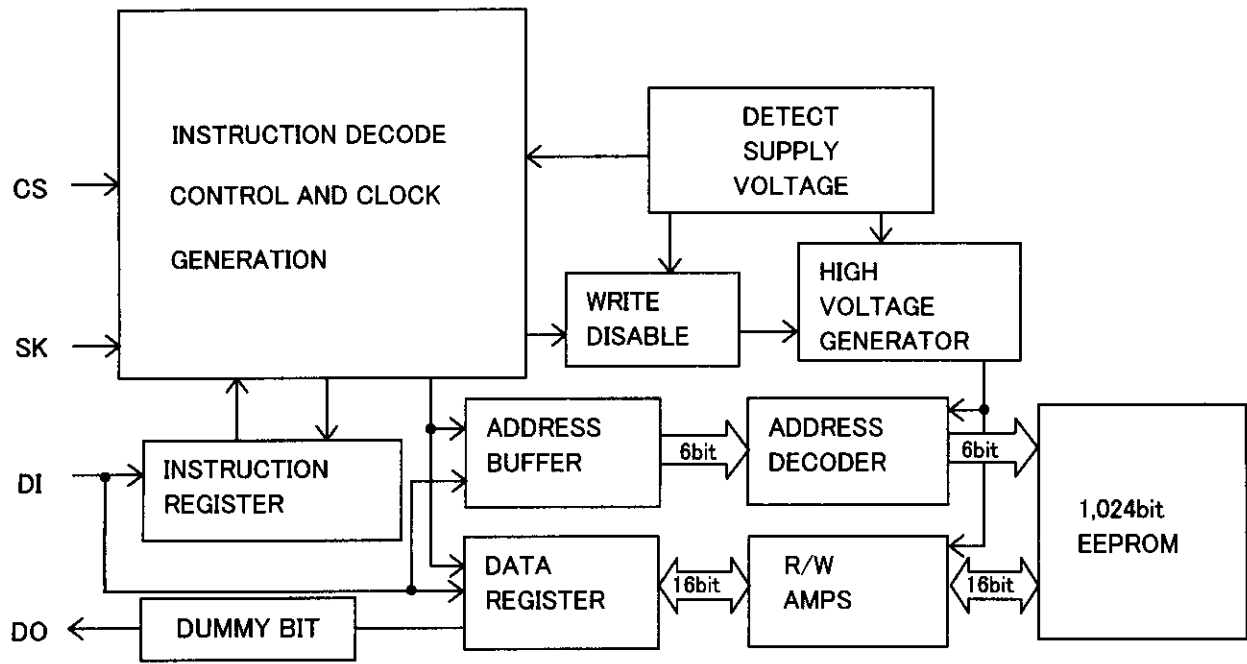 INSTRUCTION DECODE
CONTROL AND CLOCK
GENERATION
DETECT
SUPPLY
VOLTAGE
CS
SK
WRITE
DISABLE
HIGH
VOLTAGE
GENERATOR
DI
INSTRUCTION
REGISTER
ADDRESS
BUFFER
6bit
ADDRESS
DECODER
6bit
1,024bit
EEPROM
DATA
REGISTER
16bit
R/W
AMPS
16bit
DO
DUMMY BIT